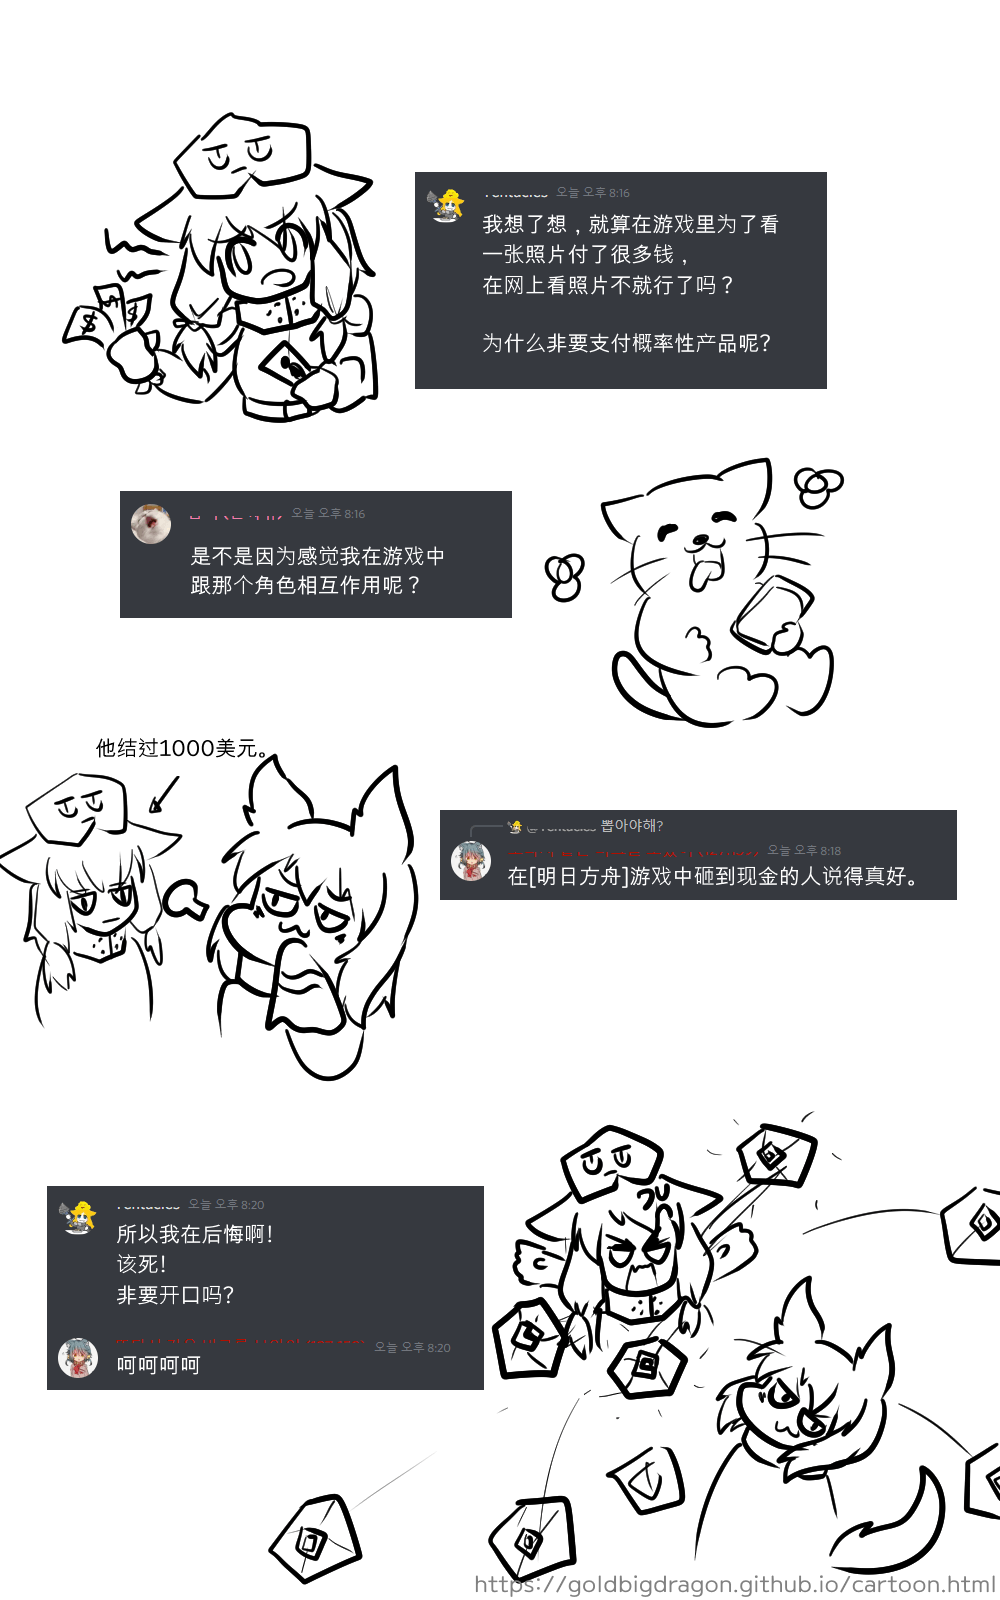 오늘 오후 8:16
我想了想，就算在游戏里为了看
一张照片付了很多钱，
在网上看照片不就行了吗？
为什么非要支付概率性产品呢？
오늘 오후 8:16
是不是因为感觉我在游戏中
跟那个角色相互作用呢？
他结过1000美元。
뽑아야해?
오늘 오후 8:18
在[明日方舟]游戏中砸到现金的人说得真好。
오늘 오후 8:20
所以我在后悔啊！
该死！
非要开口吗？
오늘 오후 8:20
呵呵呵呵
https://goldbigdragon.github.io/cartoon.html